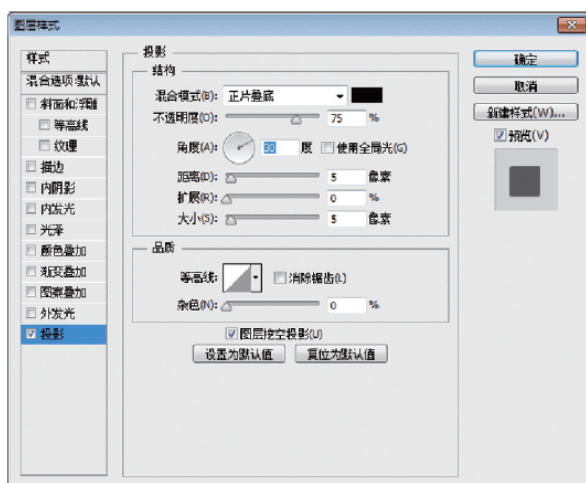 图层样式
样式
混合选项:默认
斜面和浮雕
等高线
纹理
描边
内阴影
内发光
光泽
颜色叠加
渐变叠加
图案叠加
外发光
投影
投影
结构
混合模式(B): 正片叠底
不透明度(O): 75 %
角度(A): 30 度 使用全局光(G)
距离(D): 5 像素
扩展(R): 0 %
大小(S): 5 像素
品质
等高线: 消除锯齿(L)
杂色(N): 0 %
图层挖空投影(U)
设置为默认值 复位为默认值
确定
取消
新建样式(W)...
预览(V)